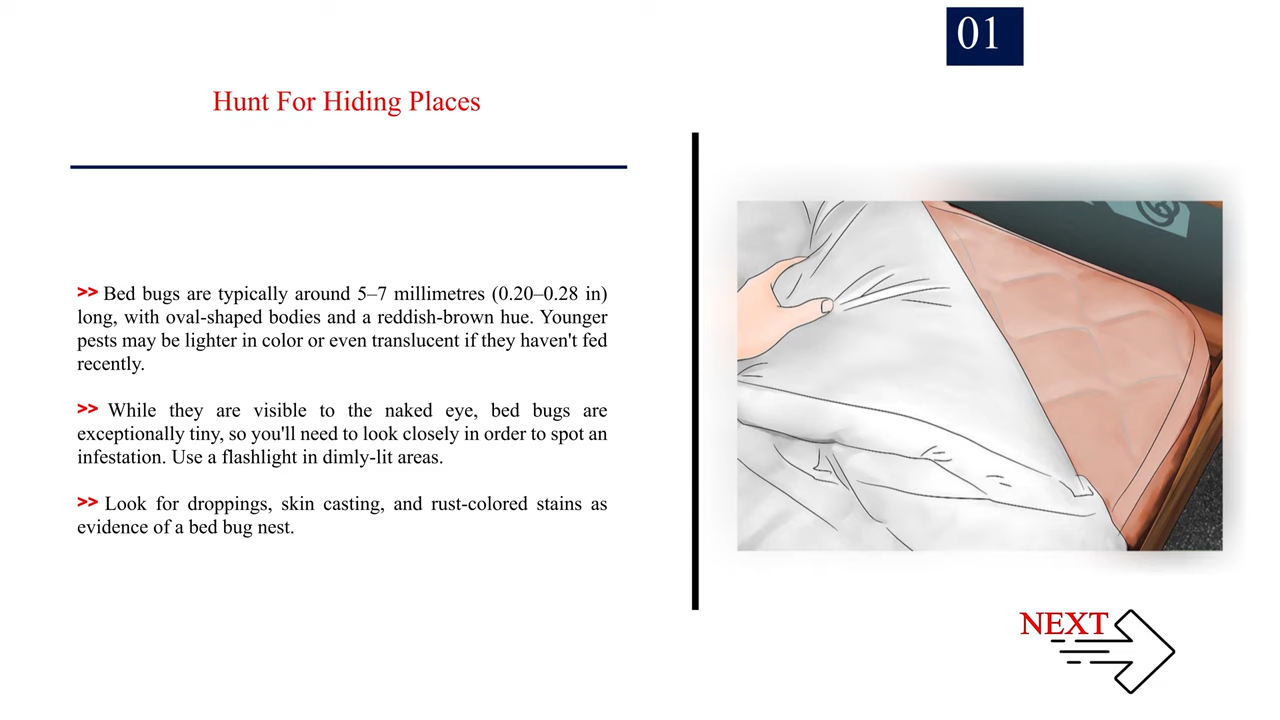 01
Hunt For Hiding Places
>> Bed bugs are typically around 5–7 millimetres (0.20–0.28 in)
long, with oval-shaped bodies and a reddish-brown hue. Younger
pests may be lighter in color or even translucent if they haven't fed
recently.
>> While they are visible to the naked eye, bed bugs are
exceptionally tiny, so you'll need to look closely in order to spot an
infestation. Use a flashlight in dimly-lit areas.
>> Look for droppings, skin casting, and rust-colored stains as
evidence of a bed bug nest.
NEXT